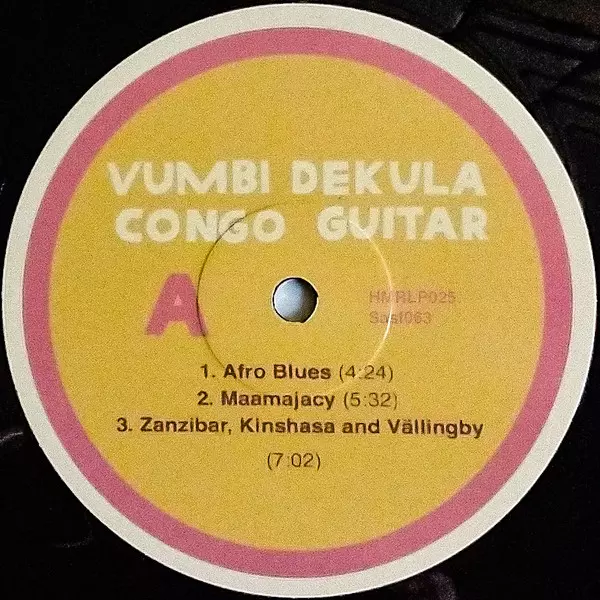 VUMBI DEKULA
CONGO GUITAR
A
HMRLP025
Sasf063
1. Afro Blues (4:24)
2. Maamajacy (5:32)
3. Zanzibar, Kinshasa and Vällingby
(7:02)